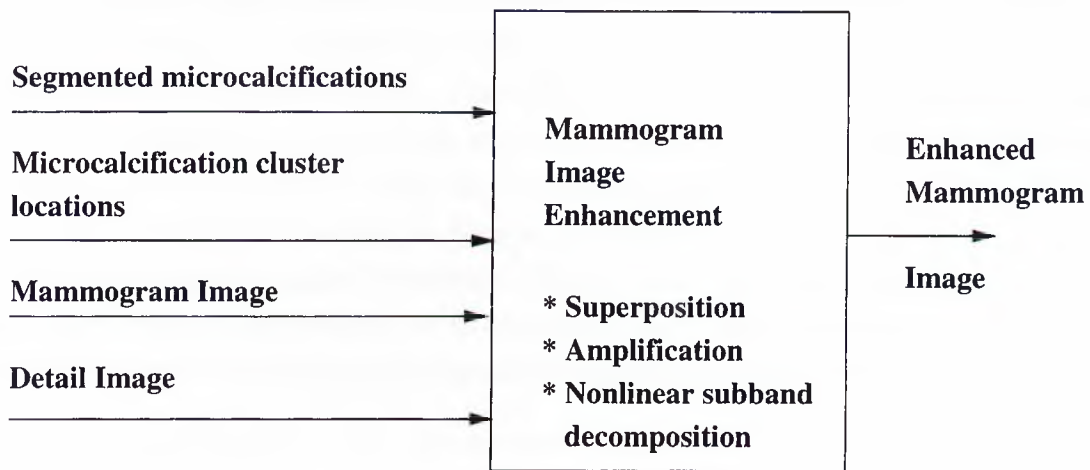 Segmented microcalcifications
Microcalcification cluster
locations
Mammogram Image
Detail Image
Mammogram
Image
Enhancement
* Superposition
* Amplification
* Nonlinear subband
decomposition
Enhanced
Mammogram
Image